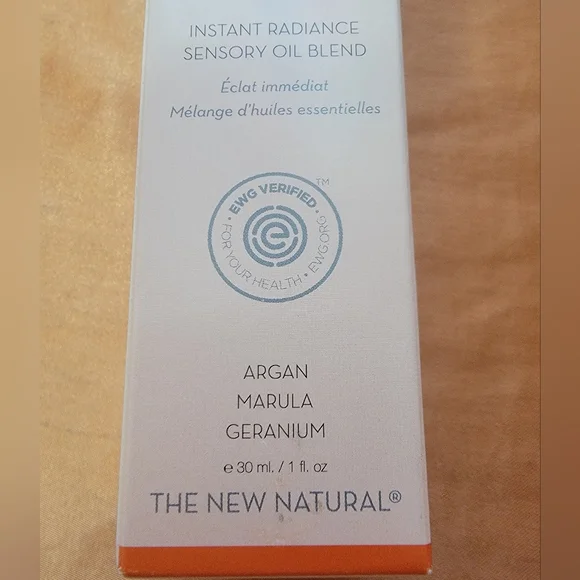 INSTANT RADIANCE
SENSORY OIL BLEND
Éclat immédiat
Mélange d'huiles essentielles
• EWG VERIFIED • TM
FOR YOUR HEALTH • EWG.ORG
e
ARGAN
MARULA
GERANIUM
℮ 30 ml. / 1 fl. oz
THE NEW NATURAL®